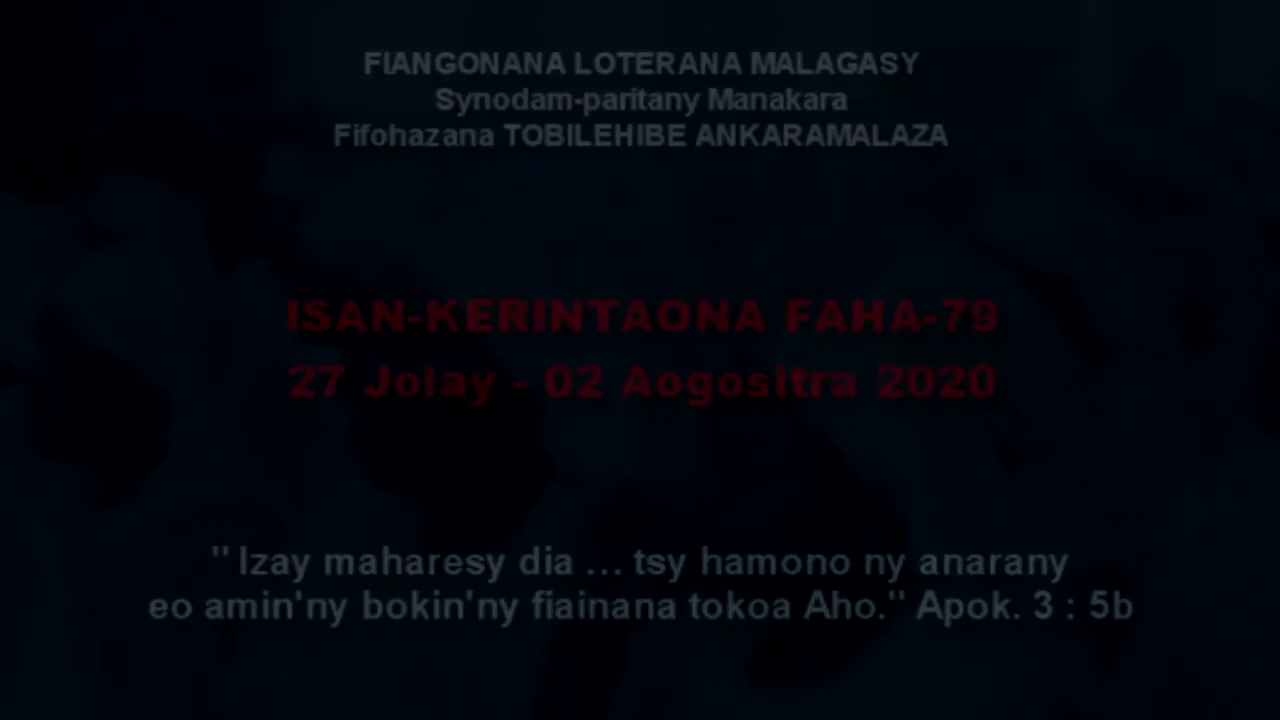 FIANGONANA LOTERANA MALAGASY
Synodam-paritany Manakara
Fifohazana TOBILEHIBE ANKARAMALAZA
ISAN-KERINTAONA FAHA-79
27 Jolay - 02 Aogositra 2020
" Izay maharesy dia ... tsy hamono ny anarany
eo amin'ny bokin'ny fiainana tokoa Aho." Apok. 3 : 5b